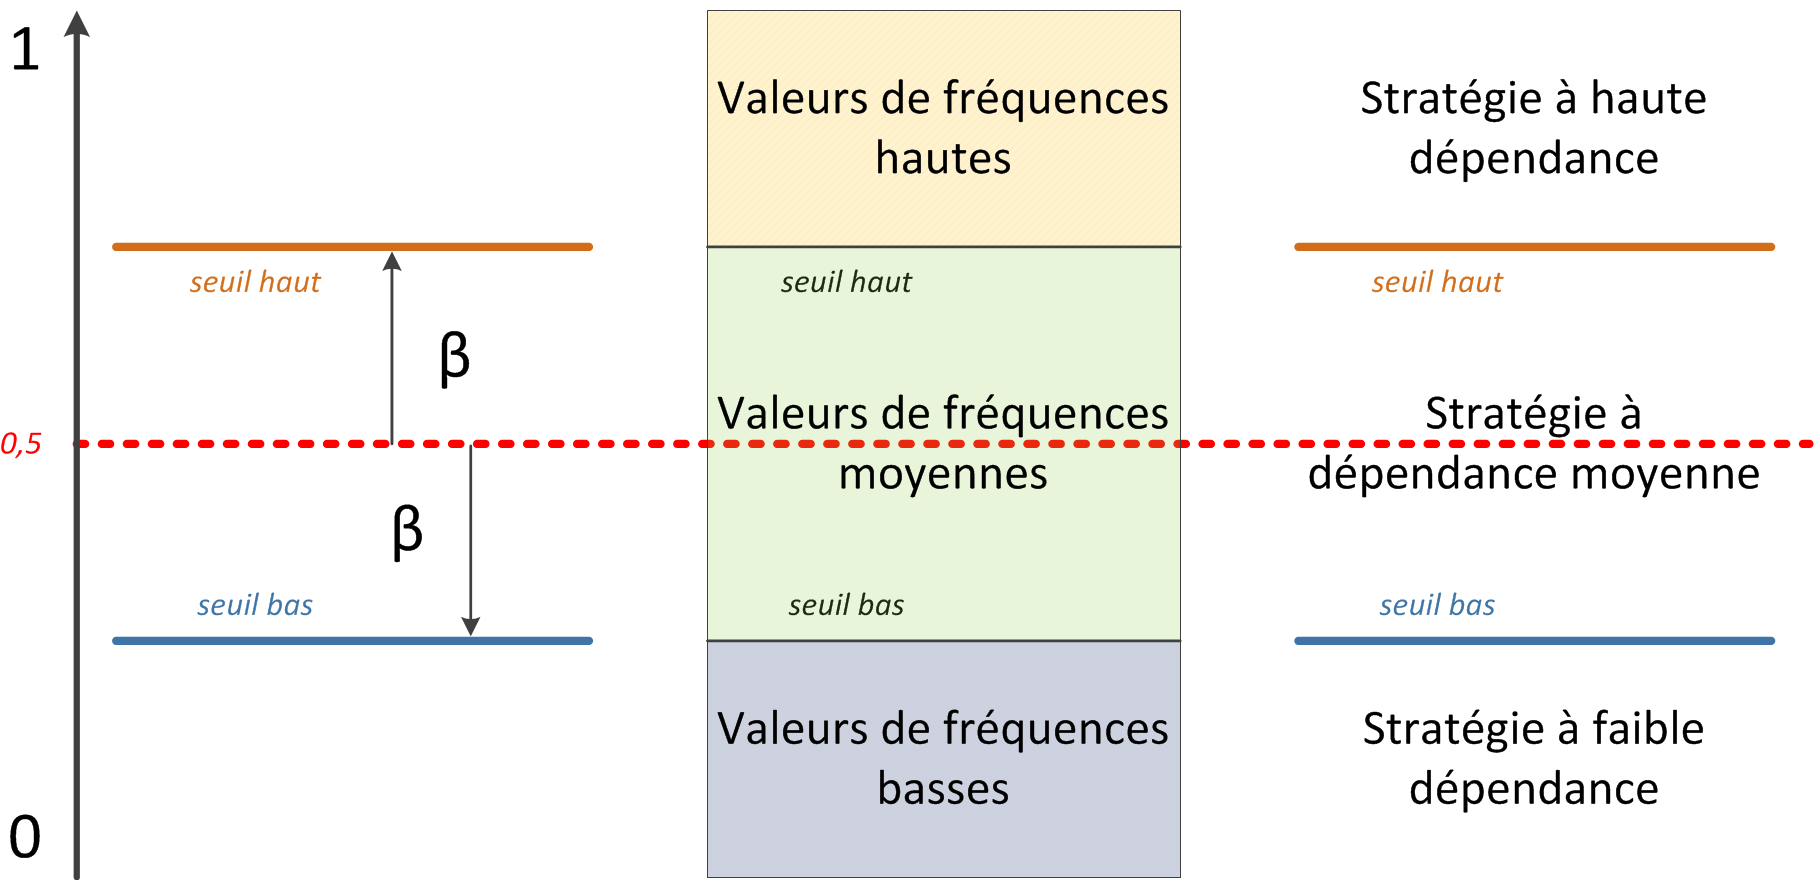 1
Valeurs de fréquences
hautes
Stratégie à haute
dépendance
seuil haut
seuil haut
seuil haut
β
0,5
Valeurs de fréquences
moyennes
Stratégie à
dépendance moyenne
β
seuil bas
seuil bas
seuil bas
Valeurs de fréquences
basses
Stratégie à faible
dépendance
0